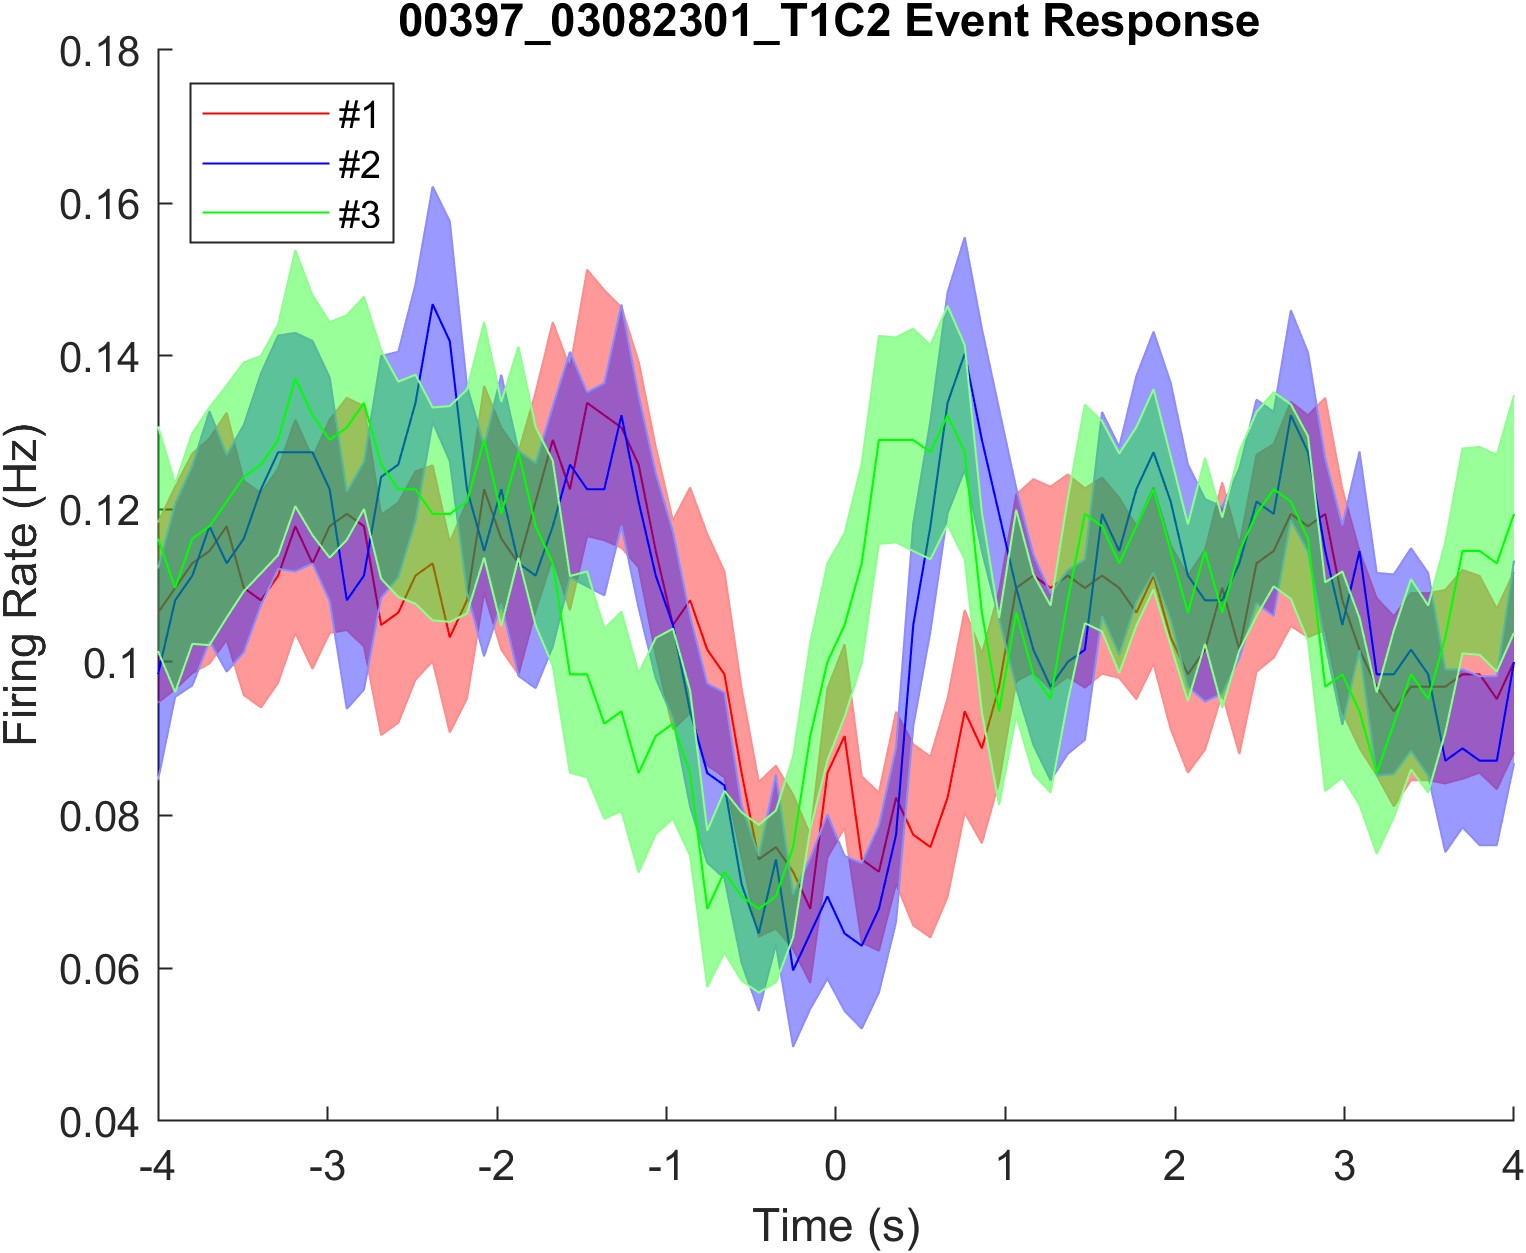 00397_03082301_T1C2 Event Response
#1
#2
#3
Firing Rate (Hz)
0.18
0.16
0.14
0.12
0.1
0.08
0.06
0.04
-4 -3 -2 -1 0 1 2 3 4
Time (s)